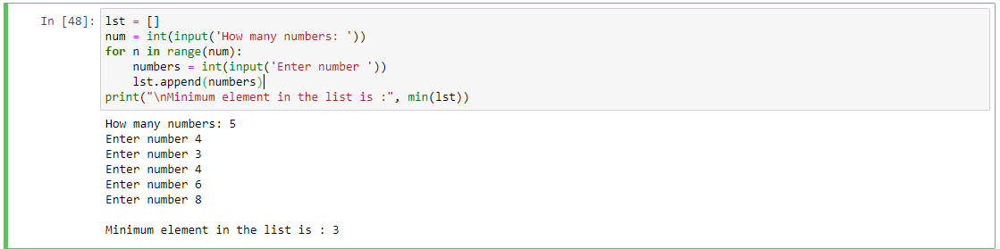 In [48]: lst = []
num = int(input('How many numbers: '))
for n in range(num):
    numbers = int(input('Enter number '))
    lst.append(numbers)
print("\nMinimum element in the list is :", min(lst))
How many numbers: 5
Enter number 4
Enter number 3
Enter number 4
Enter number 6
Enter number 8
Minimum element in the list is : 3